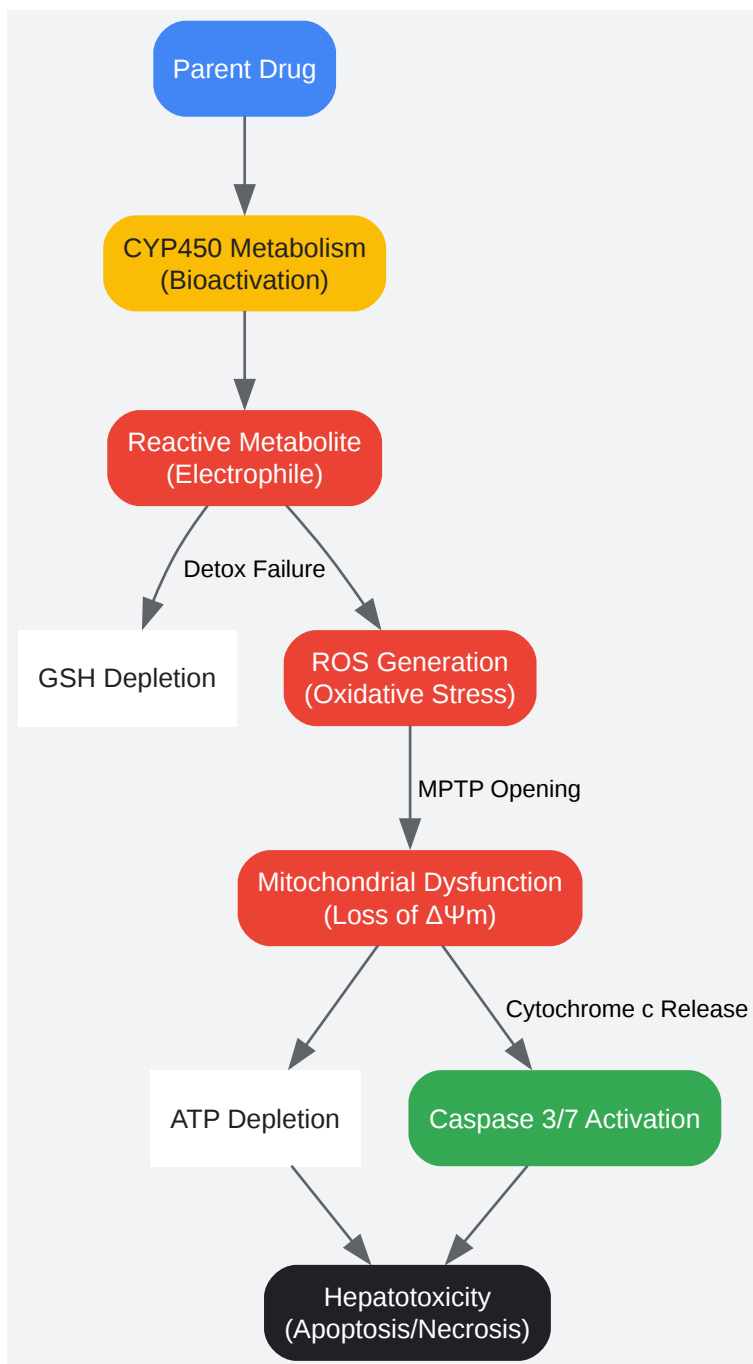 Parent Drug
CYP450 Metabolism
(Bioactivation)
Reactive Metabolite
(Electrophile)
Detox Failure
GSH Depletion
ROS Generation
(Oxidative Stress)
MPTP Opening
Mitochondrial Dysfunction
(Loss of ΔΨm)
Cytochrome c Release
ATP Depletion
Caspase 3/7 Activation
Hepatotoxicity
(Apoptosis/Necrosis)